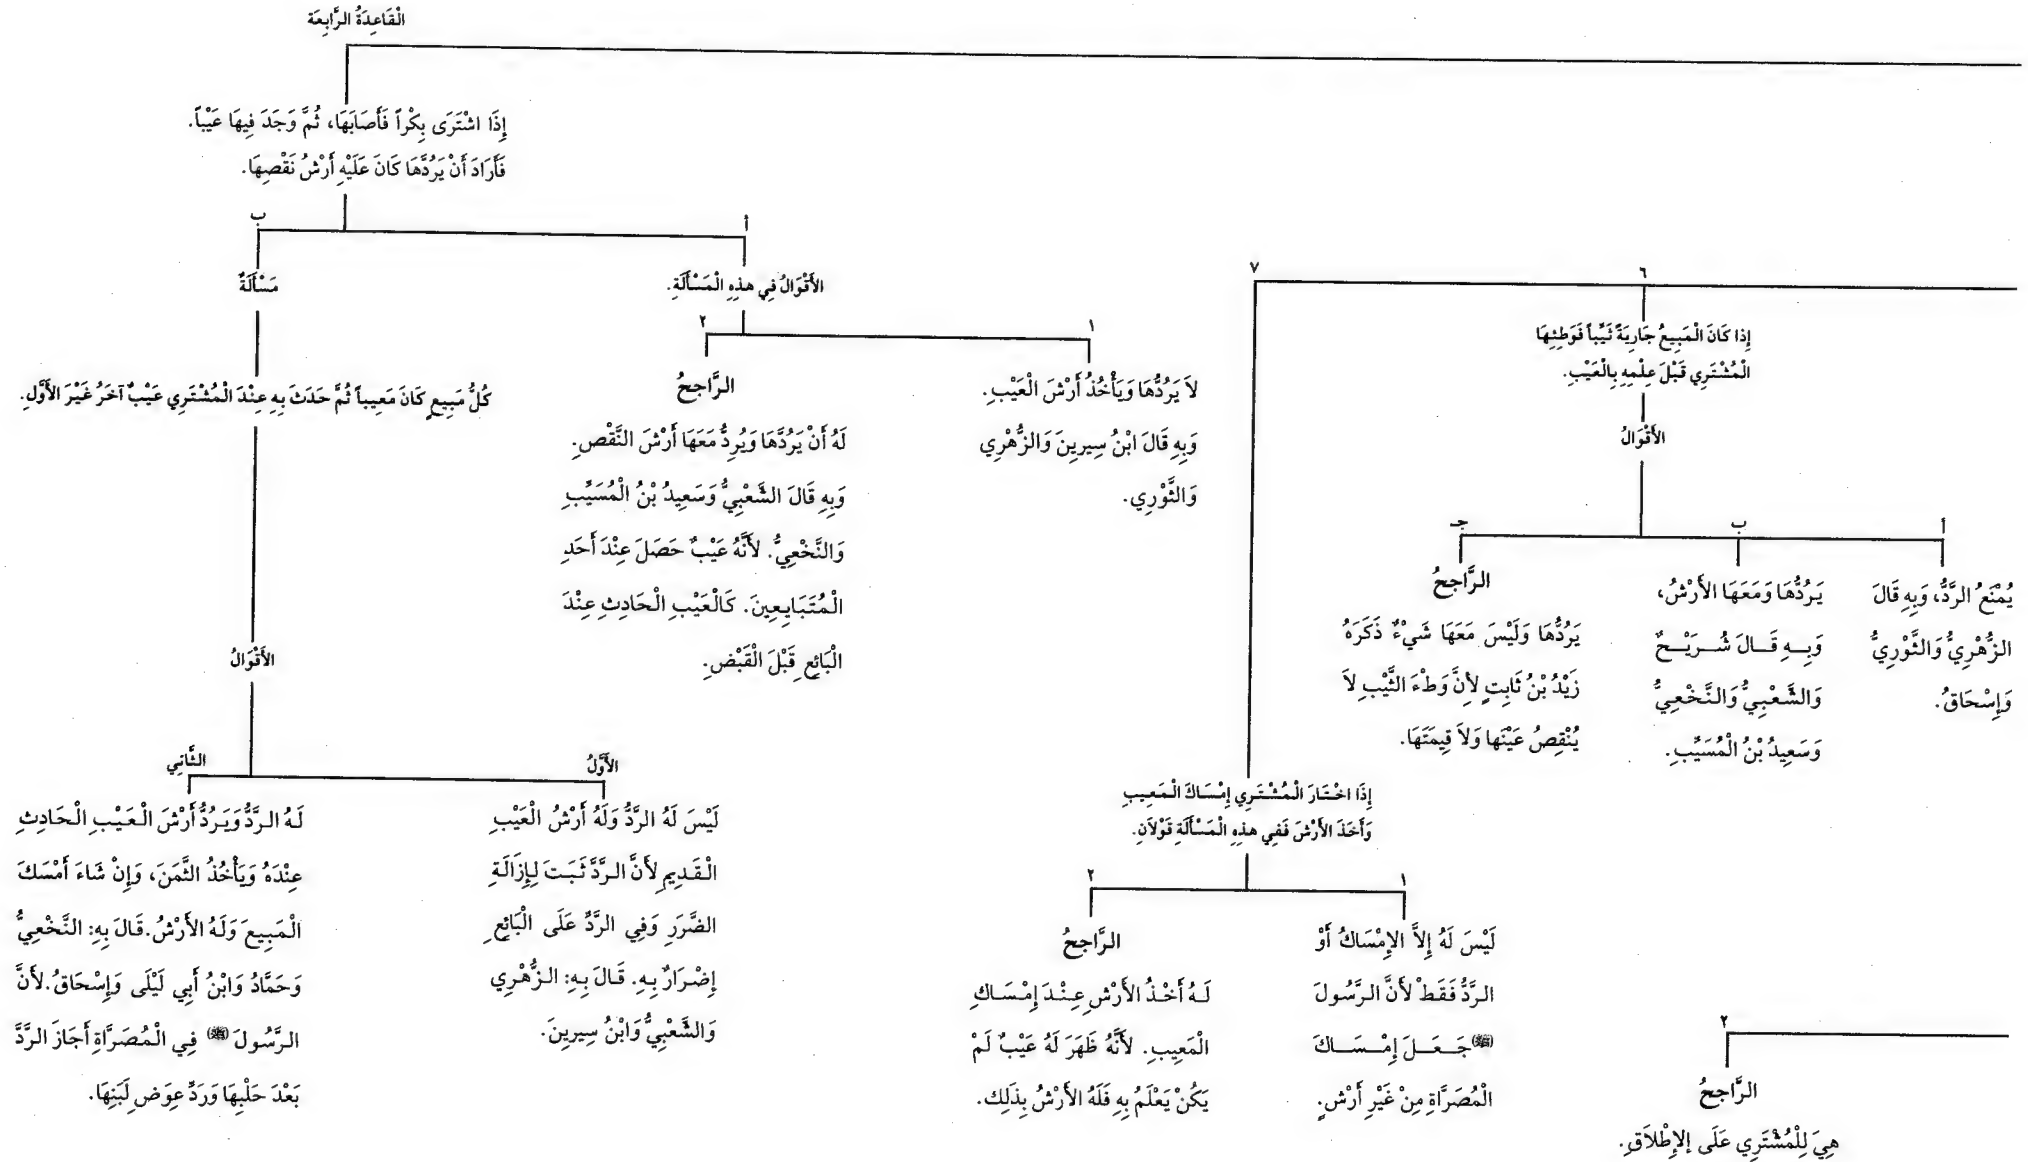 الْقَاعِدَةُ الرَّابِعَة
إِذَا اشْتَرَى بِكْراً فَأَصَابَهَا، ثُمَّ وَجَدَ فِيهَا عَيْباً.
فَأَرَادَ أَنْ يَرُدَّهَا كَانَ عَلَيْهِ أَرْشُ نَقْصِهَا.
٦
إِذا كَانَ الْمَبِيعُ جَارِيَةً ثَيِّباً فَوَطِئِهَا
الْمُشْتَرِي قَبْلَ عِلْمِهِ بِالْعَيْبِ.
الأَقْوَالُ
أ
يُمْنَعُ الرَّدُّ، وَبِهِ قَالَ
الزُّهْرِيُّ وَالثَّوْرِيُّ
وَإِسْحَاقُ.
ب
يَرُدُّهَا وَمَعَهَا الأَرْشُ،
وَبِهِ قَالَ شُرَيْحٌ
وَالشَّعْبِيُّ وَالنَّخْعِيُّ
وَسَعِيدُ بْنُ الْمُسَيِّبِ.
جـ
الرَّاجِحُ
يَرُدُّهَا وَلَيْسَ مَعَهَا شَيْءٌ ذَكَرَهُ
زَيْدُ بْنُ ثَابِتٍ لأَنَّ وَطْءَ الثَّيِّبِ لاَ
يُنْقِصُ عَيْنَها وَلاَ قِيمَتَهَا.
٧
إِذَا اخْتَارَ الْمُشْتَرِي إِمْسَاكَ الْمَعِيبِ
وَأَخَذَ الأَرْشَ فَفِي هذِهِ الْمَسْأَلَةِ قَوْلاَنِ.
١
لَيْسَ لَهُ إِلاَّ الإِمْسَاكُ أَوْ
الرَّدُّ فَقَطْ لأَنَّ الرَّسُولَ
(ﷺ) جَعَلَ إِمْسَاكَ
الْمُصَرَّاةِ مِنْ غَيْرِ أَرْشٍ.
٢
الرَّاجِحُ
لَهُ أَخْذُ الأَرْشِ عِنْدَ إِمْسَاكِ
الْمَعِيبِ. لأَنَّهُ ظَهَرَ لَهُ عَيْبٌ لَمْ
يَكُنْ يَعْلَمُ بِهِ فَلَهُ الأَرْشُ بِذَلِك.
٢
الرَّاجِحُ
هِيَ لِلْمُشْتَرِي عَلَى إلإِطْلاَقِ.
أ
الأَقْوَالُ فِي هذِهِ الْمَسْأَلَةِ.
١
لاَ يَرُدُّهَا وَيَأْخُذُ أَرْشَ الْعَيْبِ.
وَبِهِ قَالَ ابْنُ سِيرِينَ وَالزُّهْرِي
وَالثَّوْرِي.
٢
الرَّاجحُ
لَهُ أَنْ يَرُدَّهَا وَيُرِدُّ مَعَهَا أَرْشَ النَّقْصِ.
وَبِهِ قَالَ الشَّعْبِيُّ وَسَعِيدُ بْنُ الْمُسَيِّبِ
وَالنَّخْعِيُّ. لأَنَّهُ عَيْبٌ حَصَلَ عِنْدَ أَحَدِ
الْمُتَبَايِعِينَ. كَالْعَيْبِ الْحَادِثِ عِنْدَ
الْبَائِعِ قَبْلَ الْقَبْضِ.
ب
مَسْأَلَةٌ
كُلُّ مَبِيعٍ كَانَ مَعِيباً ثُمَّ حَدَثَ بِهِ عِنْدَ الْمُشْتَرِي عَيْبٌ آخَرُ غَيْرَ الأَوَّلِ.
الأَقْوَالُ
الأَوَّلُ
لَيْسَ لَهُ الرَّدُّ وَلَهُ أَرْشُ الْعَيْبِ
الْقَدِيمِ لأَنَّ الرَّدَّ ثَبَتَ لإِزَالَةِ
الضَّرَرِ وَفِي الرَّدِّ عَلَى الْبَائِعِ
إِضْرَارٌ بِهِ. قَالَ بِهِ: الزُّهْرِي
وَالشَّعْبِيُّ وَابْنُ سِيرِينَ.
الثَّانِي
لَهُ الرَّدُّ وَيَرُدُّ أَرْشَ الْعَيْبِ الْحَادِثِ
عِنْدَهُ وَيَأْخُذُ الثَّمَنَ، وَإِنْ شَاءَ أَمْسَكَ
الْمَبِيعَ وَلَهُ الأَرْشُ. قَالَ بِهِ: النَّخْعِيُّ
وَحَمَّادُ وَابْنُ أَبِي لَيْلَى وَإِسْحَاقُ. لأَنَّ
الرَّسُولَ (ﷺ) فِي الْمُصَرَّاةِ أَجَازَ الرَّدَّ
بَعْدَ حَلْبِهَا وَرَدِّ عِوَضِ لَبَنِهَا.